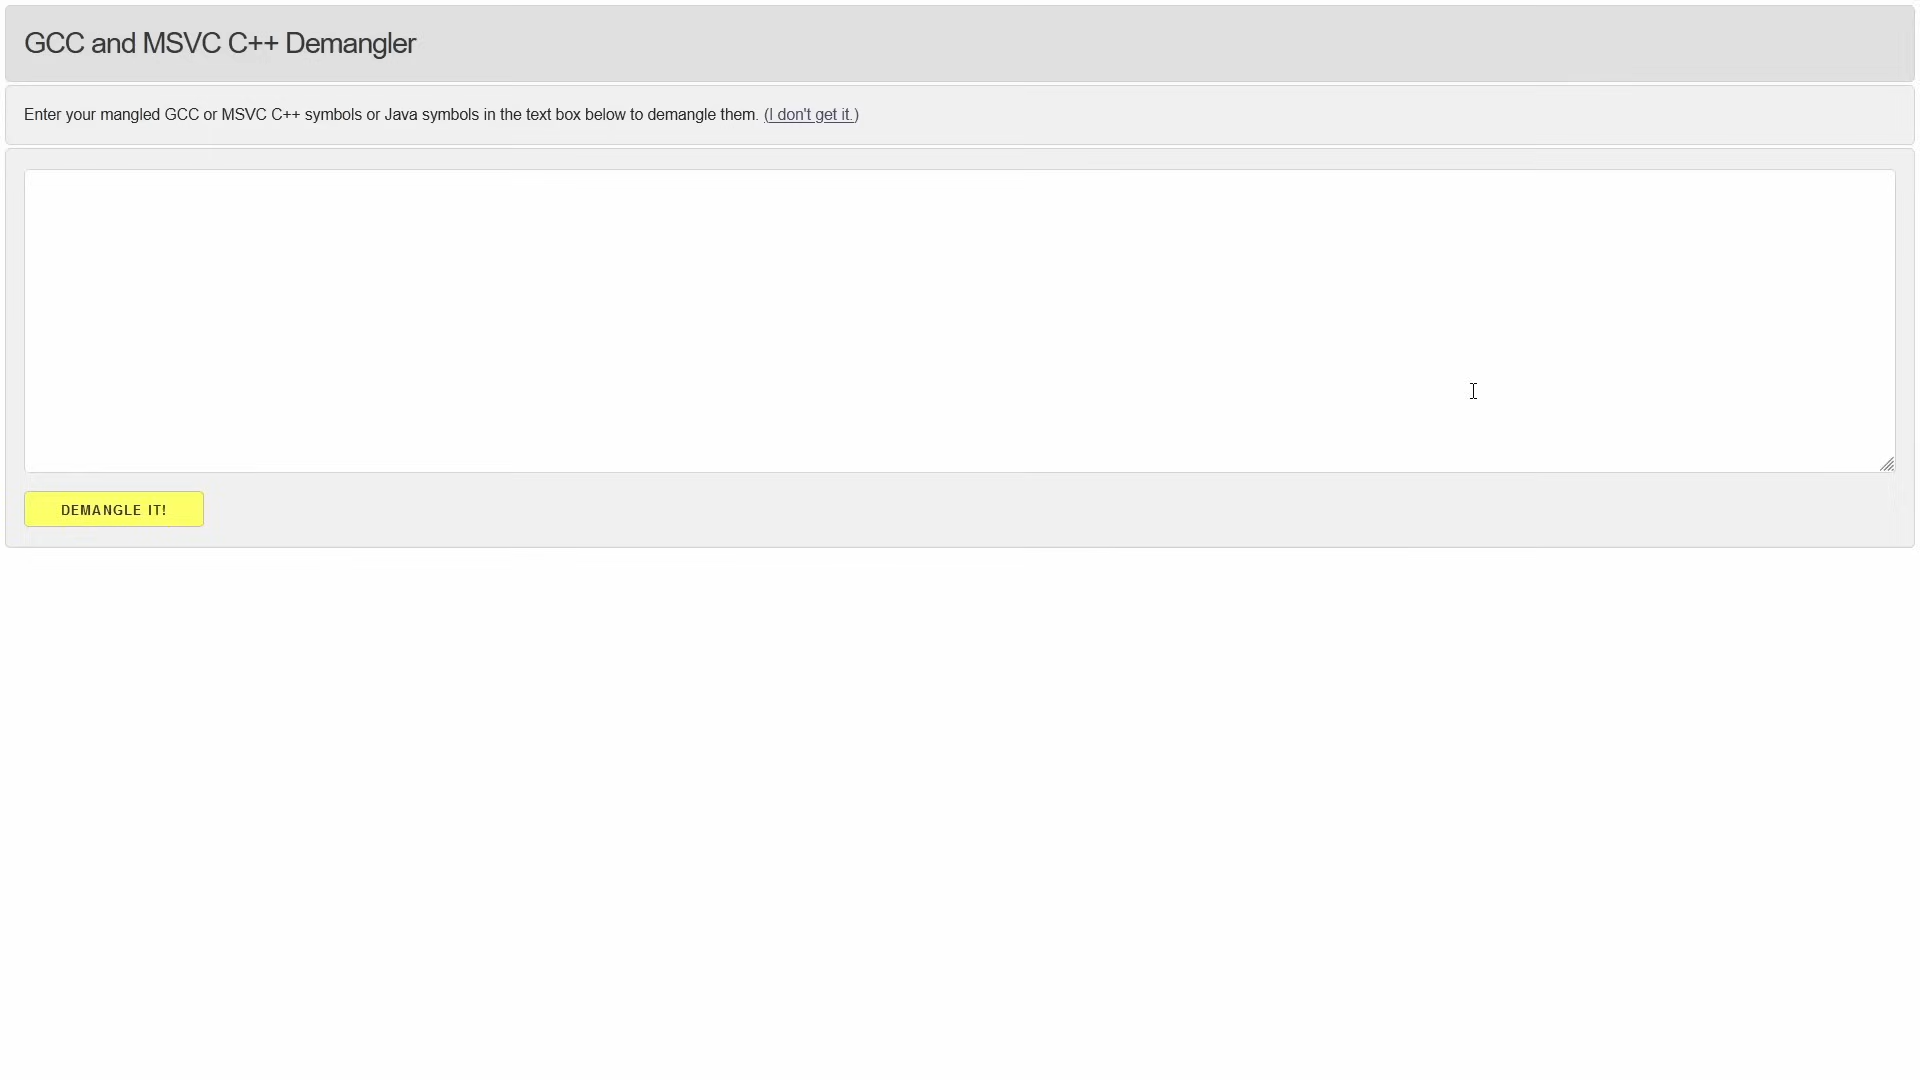 GCC and MSVC C++ Demangler
Enter your mangled GCC or MSVC C++ symbols or Java symbols in the text box below to demangle them. (I don't get it.)
DEMANGLE IT!